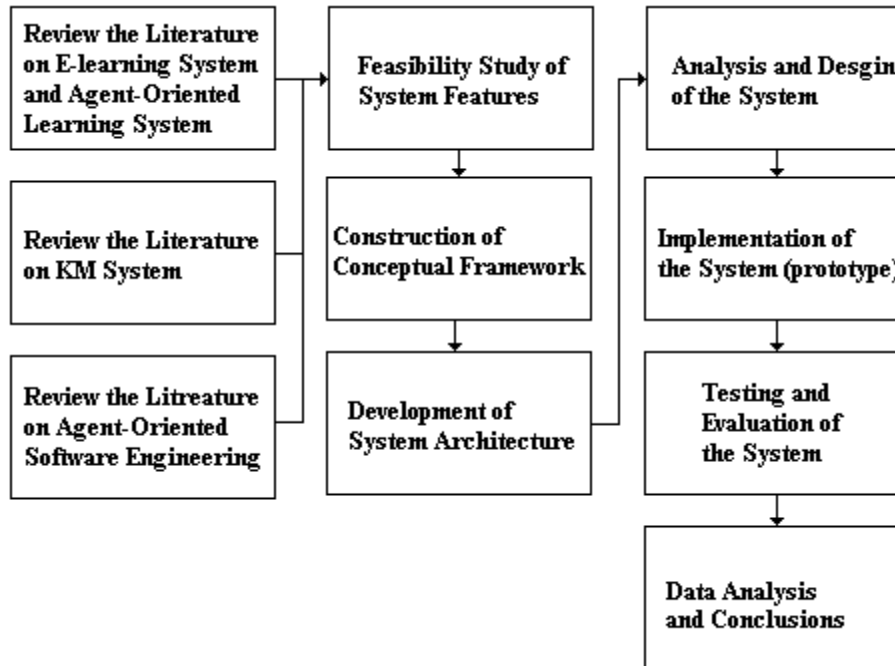 Review the Literature
on E-learning System
and Agent-Oriented
Learning System
Review the Literature
on KM System
Review the Litreature
on Agent-Oriented
Software Engineering
Feasibility Study of
System Features
Construction of
Conceptual Framework
Development of
System Architecture
Analysis and Desgin
of the System
Implementation of
the System (prototype)
Testing and
Evaluation of
the System
Data Analysis
and Conclusions